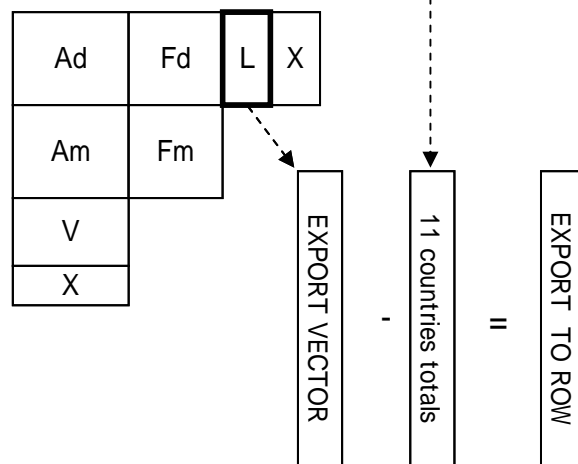 Ad Fd L X
Am Fm
V
X
EXPORT VECTOR
-
11 countries totals
=
EXPORT TO ROW